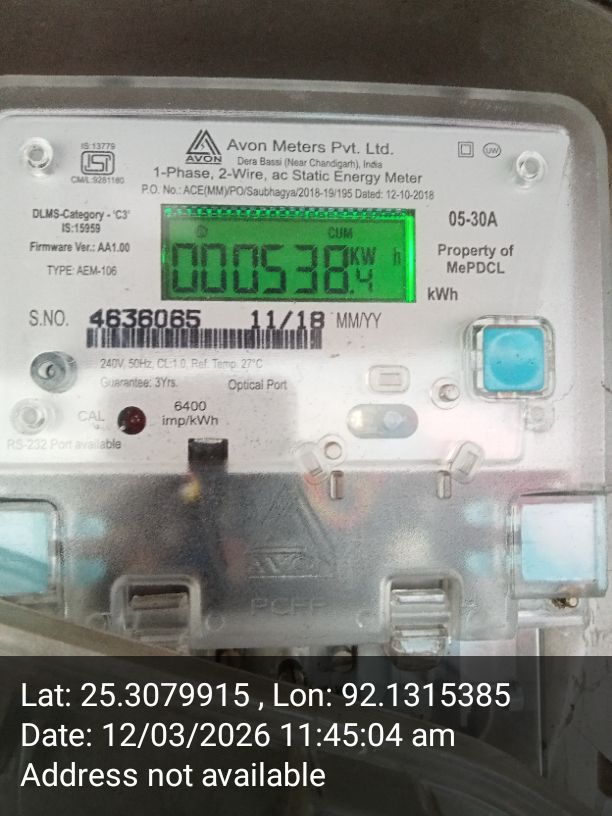 IS:13779
ISI
CM/L:9281180
AVON
Avon Meters Pvt. Ltd.
Dera Bassi (Near Chandigarh), India
1-Phase, 2-Wire, ac Static Energy Meter
P.O. No.: ACE(MM)/PO/Saubhagya/2018-19/195 Dated: 12-10-2018
DLMS-Category - 'C3'
IS:15959
Firmware Ver.: AA1.00
TYPE: AEM-106
CUM
000538.4 KW h
05-30A
Property of
MePDCL
kWh
S.NO. 4636065 11/18 MM/YY
240V, 50Hz, CL:1.0, Ref. Temp. 27°C
Guarantee: 3Yrs. Optical Port
CAL
6400
imp/kWh
RS-232 Port available
AVON
Lat: 25.3079915 , Lon: 92.1315385
Date: 12/03/2026 11:45:04 am
Address not available